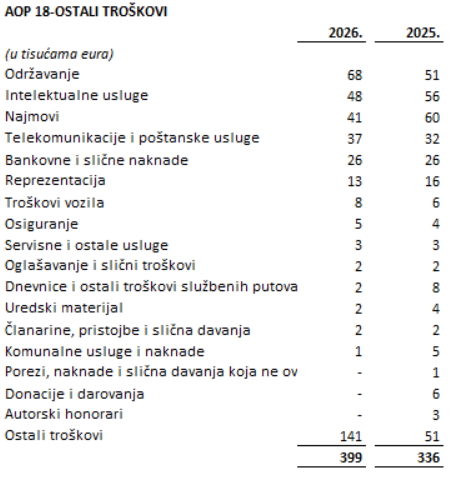 AOP 18-OSTALI TROŠKOVI
2026. 2025.
(u tisućama eura)
Održavanje 68 51
Intelektualne usluge 48 56
Najmovi 41 60
Telekomunikacije i poštanske usluge 37 32
Bankovne i slične naknade 26 26
Reprezentacija 13 16
Troškovi vozila 8 6
Osiguranje 5 4
Servisne i ostale usluge 3 3
Oglašavanje i slični troškovi 2 2
Dnevnice i ostali troškovi službenih putova 2 8
Uredski materijal 2 4
Članarine, pristojbe i slična davanja 2 2
Komunalne usluge i naknade 1 5
Porezi, naknade i slična davanja koja ne ov - 1
Donacije i darovanja - 6
Autorski honorari - 3
Ostali troškovi 141 51
399 336